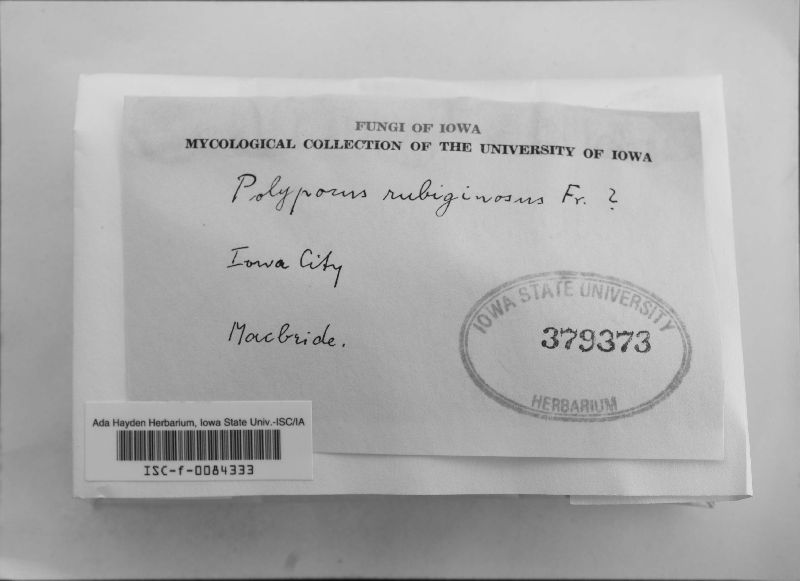 FUNGI OF IOWA
MYCOLOGICAL COLLECTION OF THE UNIVERSITY OF IOWA
Polyporus rubiginosus Fr. ?
Iowa City
Macbride.
IOWA STATE UNIVERSITY
379373
HERBARIUM
Ada Hayden Herbarium, Iowa State Univ.-ISC/IA
ISC-f-0084333